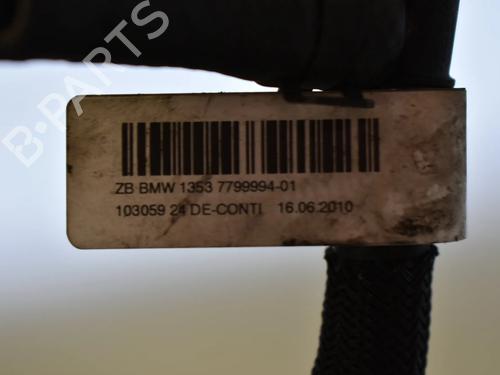 B-PARTS
ZB BMW 1353 7799994-01
103059 24 DE-CONTI 16.06.2010